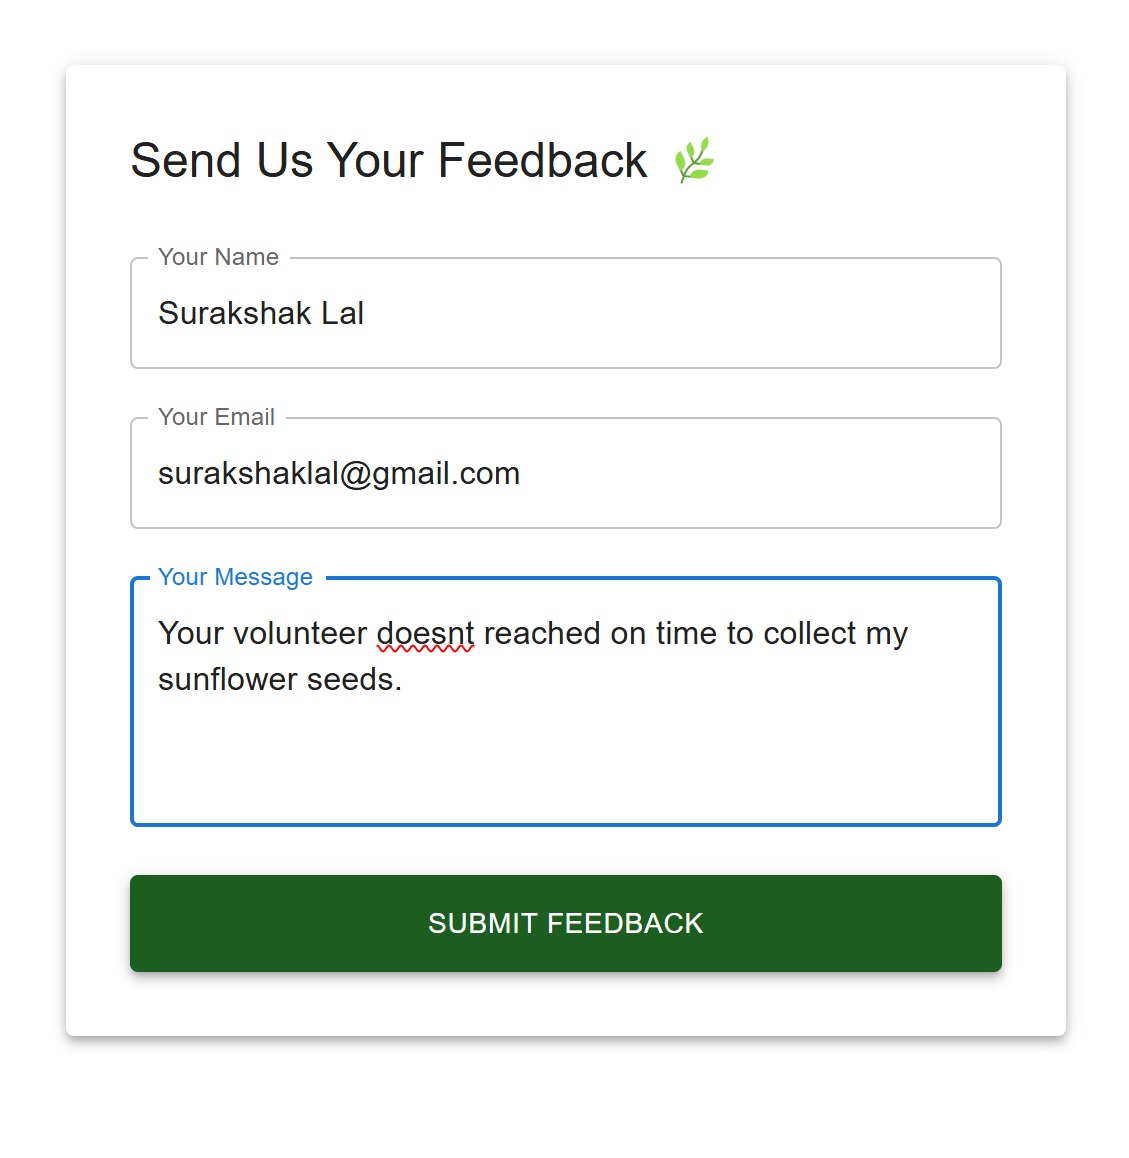 Send Us Your Feedback 🌿
Your Name
Surakshak Lal
Your Email
surakshaklal@gmail.com
Your Message
Your volunteer doesnt reached on time to collect my
sunflower seeds.
SUBMIT FEEDBACK